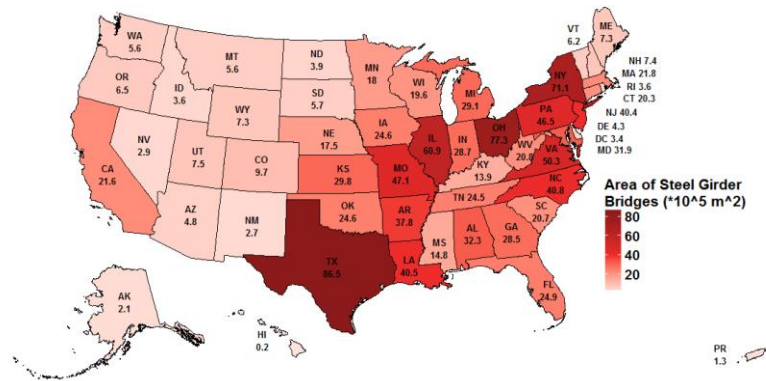 WA
5.6
OR
6.5
CA
21.6
ID
3.6
NV
2.9
MT
5.6
WY
7.3
UT
7.5
AZ
4.8
CO
9.7
NM
2.7
ND
3.9
SD
5.7
NE
17.5
KS
29.8
OK
24.6
TX
86.5
MN
18
IA
24.6
MO
47.1
AR
37.8
LA
40.5
WI
19.6
IL
60.9
MS
14.8
MI
29.1
IN
28.7
KY
13.9
TN 24.5
AL
32.3
OH
77.3
WV
20.8
GA
28.5
FL
24.9
SC
20.7
NC
40.8
VA
50.3
PA
46.5
NY
71.1
VT
6.2
ME
7.3
NH 7.4
MA 21.8
RI 3.6
CT 20.3
NJ 40.4
DE 4.3
DC 3.4
MD 31.9
AK
2.1
HI
0.2
PR
1.3
Area of Steel Girder
Bridges (*10^5 m^2)
80
60
40
20